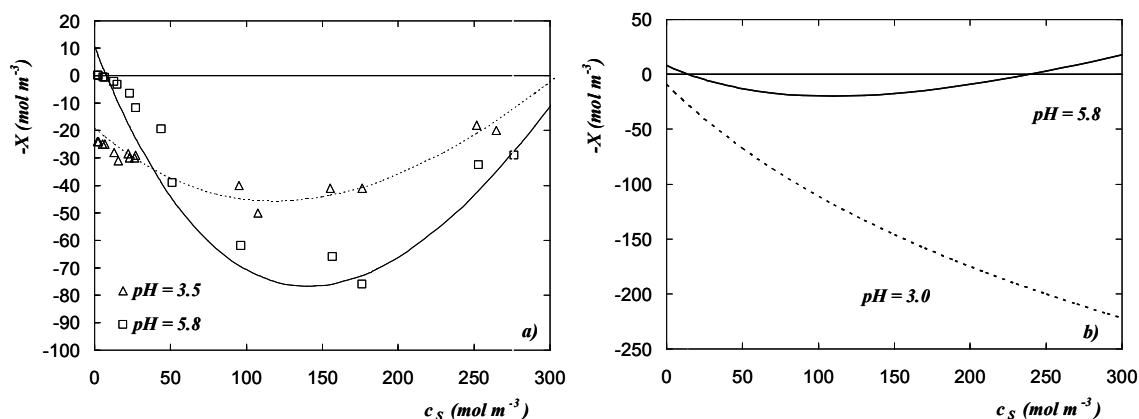 -X (mol m⁻³)
20
10
0
-10
-20
-30
-40
-50
-60
-70
-80
-90
-100
pH = 3.5
pH = 5.8
a)
0 50 100 150 200 250 300
c_S (mol m⁻³)
-X (mol m⁻³)
50
0
-50
-100
-150
-200
-250
pH = 5.8
pH = 3.0
b)
0 50 100 150 200 250 300
c_S (mol m⁻³)